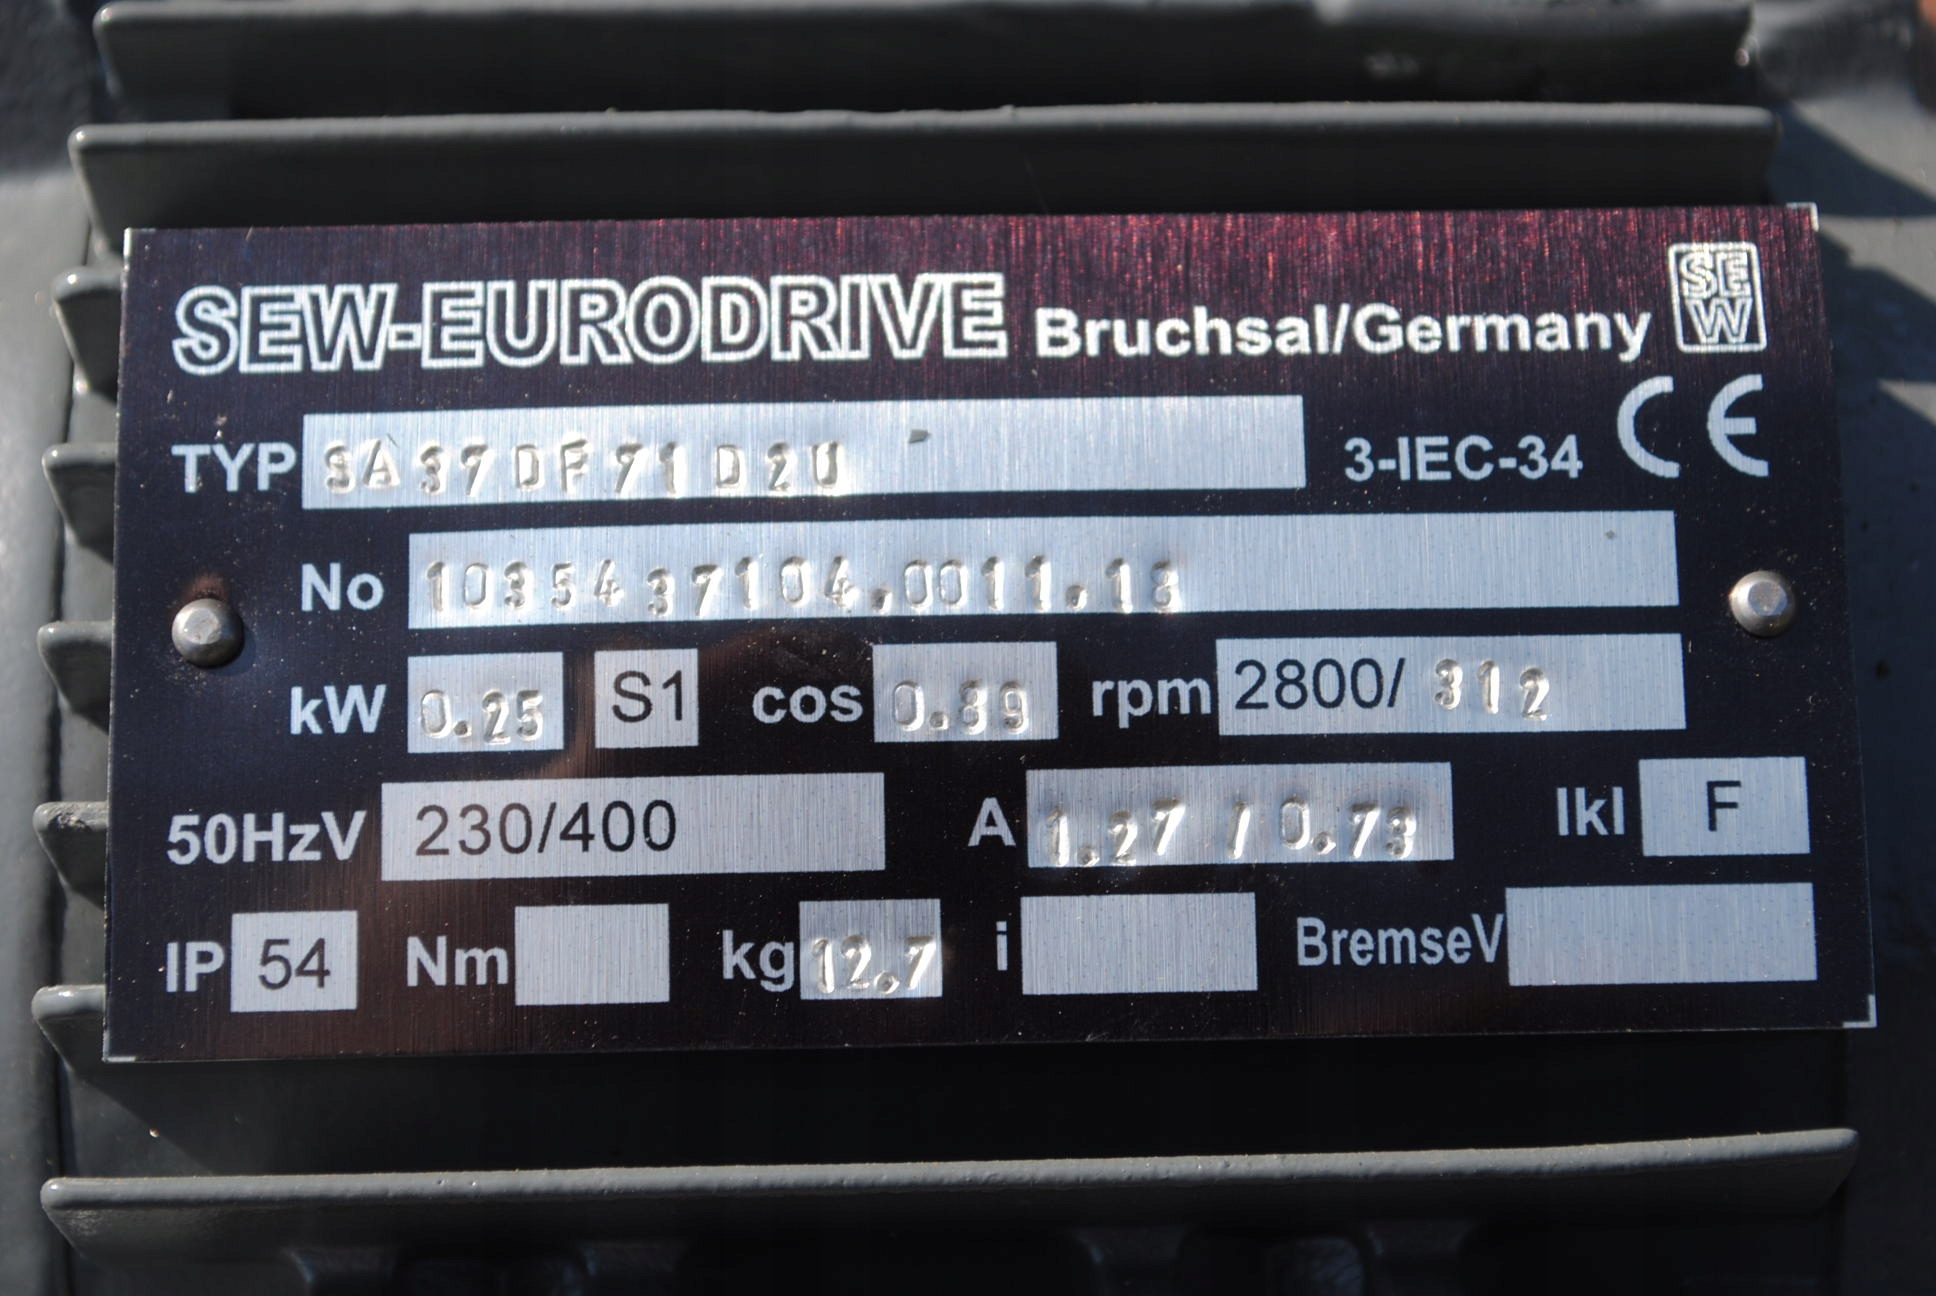 SEW-EURODRIVE Bruchsal/Germany SEW
TYP SA37DF71D2U 3-IEC-34 CE
No 1035437104.0011.13
kW 0.25 S1 cos 0.89 rpm 2800/ 312
50HzV 230/400 A 1.27 / 0.73 Ikl F
IP 54 Nm kg 12.7 i BremseV